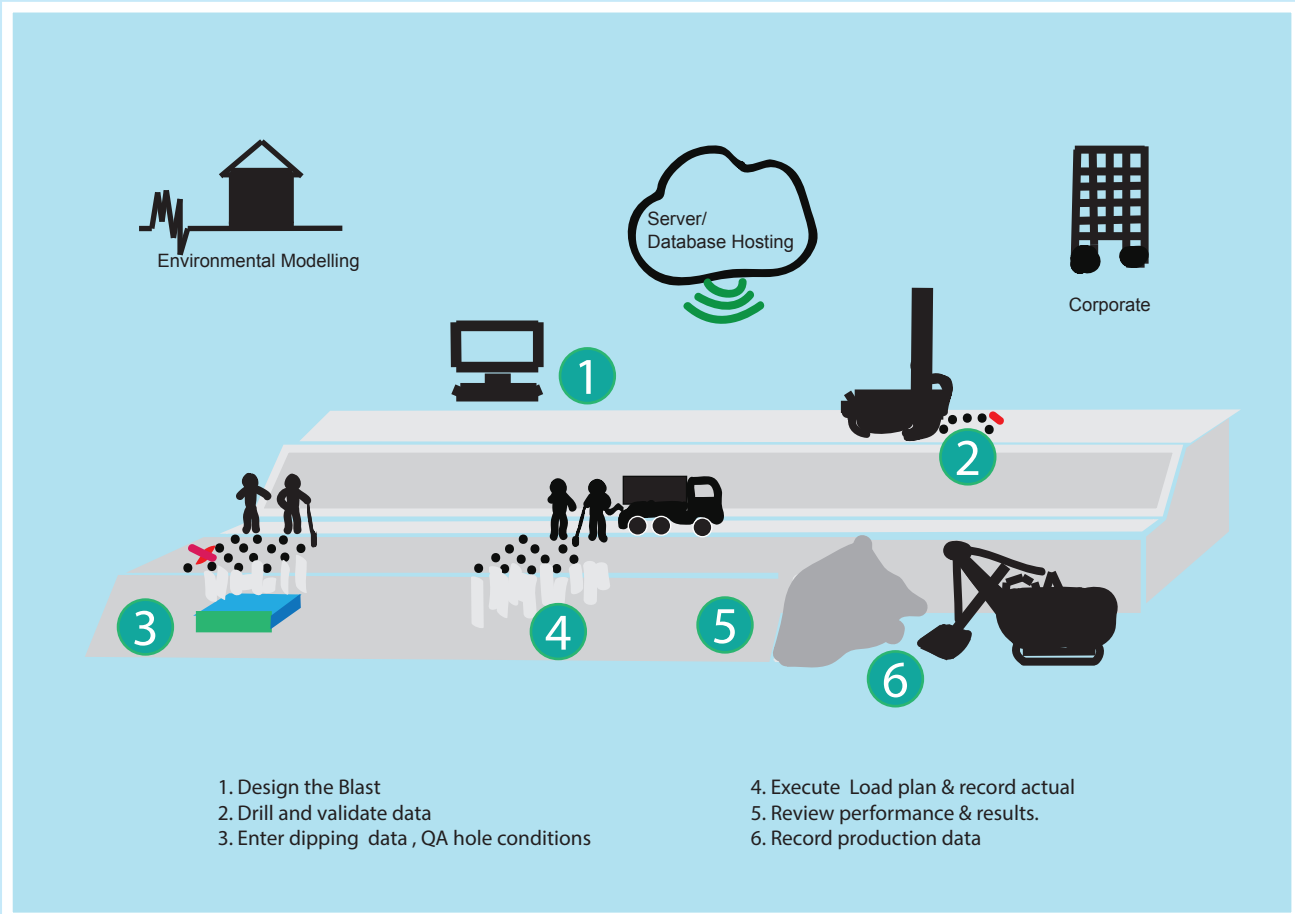 Server/
Database Hosting
Environmental Modelling
Corporate
1
2
3
4
5
6
1. Design the Blast
2. Drill and validate data
3. Enter dipping data , QA hole conditions
4. Execute Load plan & record actual
5. Review performance & results.
6. Record production data